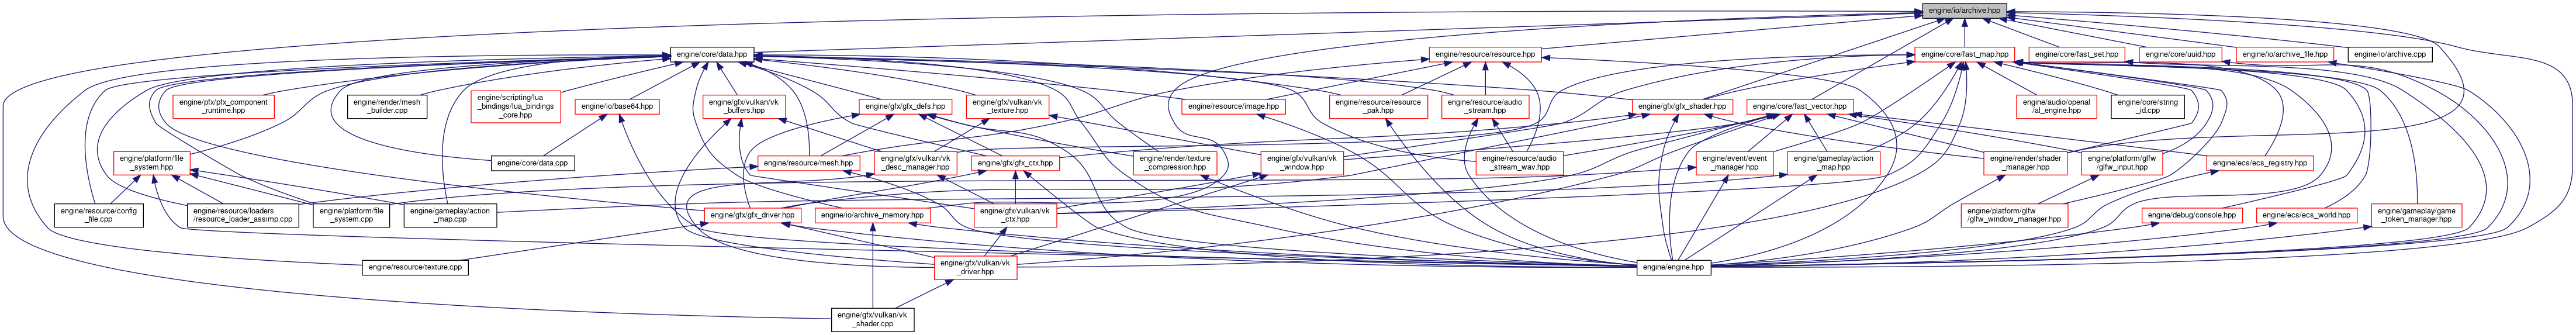 engine/io/archive.hpp
engine/core/data.hpp
engine/resource/resource.hpp
engine/core/fast_map.hpp
engine/core/fast_set.hpp
engine/core/uuid.hpp
engine/io/archive_file.hpp
engine/io/archive.cpp
engine/pfx/pfx_component
_runtime.hpp
engine/render/mesh
_builder.cpp
engine/scripting/lua
_bindings/lua_bindings
_core.hpp
engine/io/base64.hpp
engine/gfx/vulkan/vk
_buffers.hpp
engine/gfx/gfx_defs.hpp
engine/gfx/vulkan/vk
_texture.hpp
engine/resource/image.hpp
engine/resource/resource
_pak.hpp
engine/resource/audio
_stream.hpp
engine/gfx/gfx_shader.hpp
engine/core/fast_vector.hpp
engine/audio/openal
/al_engine.hpp
engine/core/string
_id.cpp
engine/platform/file
_system.hpp
engine/core/data.cpp
engine/resource/mesh.hpp
engine/gfx/vulkan/vk
_desc_manager.hpp
engine/gfx/gfx_ctx.hpp
engine/render/texture
_compression.hpp
engine/gfx/vulkan/vk
_window.hpp
engine/resource/audio
_stream_wav.hpp
engine/event/event
_manager.hpp
engine/gameplay/action
_map.hpp
engine/render/shader
_manager.hpp
engine/platform/glfw
/glfw_input.hpp
engine/ecs/ecs_registry.hpp
engine/resource/config
_file.cpp
engine/resource/loaders
/resource_loader_assimp.cpp
engine/platform/file
_system.cpp
engine/gameplay/action
_map.cpp
engine/gfx/gfx_driver.hpp
engine/io/archive_memory.hpp
engine/gfx/vulkan/vk
_ctx.hpp
engine/platform/glfw
/glfw_window_manager.hpp
engine/debug/console.hpp
engine/ecs/ecs_world.hpp
engine/gameplay/game
_token_manager.hpp
engine/resource/texture.cpp
engine/gfx/vulkan/vk
_driver.hpp
engine/engine.hpp
engine/gfx/vulkan/vk
_shader.cpp